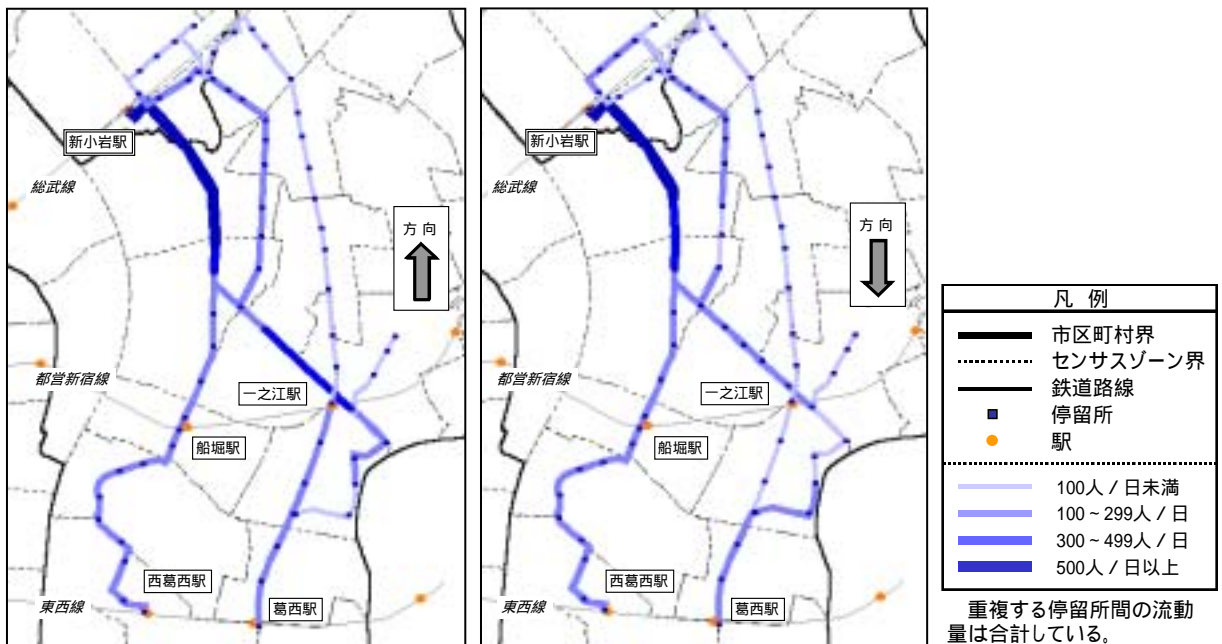 新小岩駅
総武線
方 向
都営新宿線
一之江駅
船堀駅
西葛西駅
葛西駅
東西線
新小岩駅
総武線
方 向
都営新宿線
一之江駅
船堀駅
西葛西駅
葛西駅
東西線
凡 例
市区町村界
センサスゾーン界
鉄道路線
停留所
駅
100人 / 日未満
100 ~ 299人 / 日
300 ~ 499人 / 日
500人 / 日以上
重複する停留所間の流動
量は合計している。